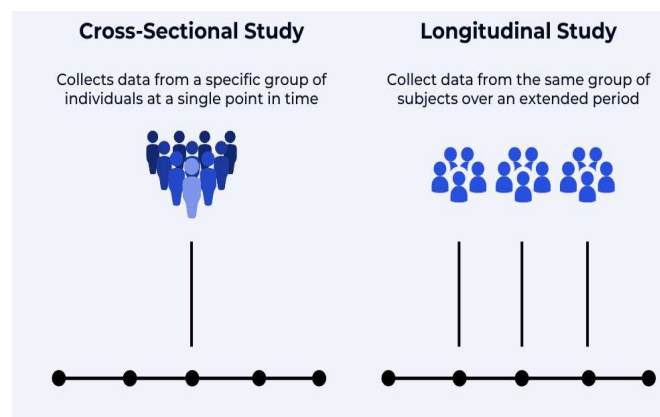 Cross-Sectional Study
Collects data from a specific group of
individuals at a single point in time
Longitudinal Study
Collect data from the same group of
subjects over an extended period